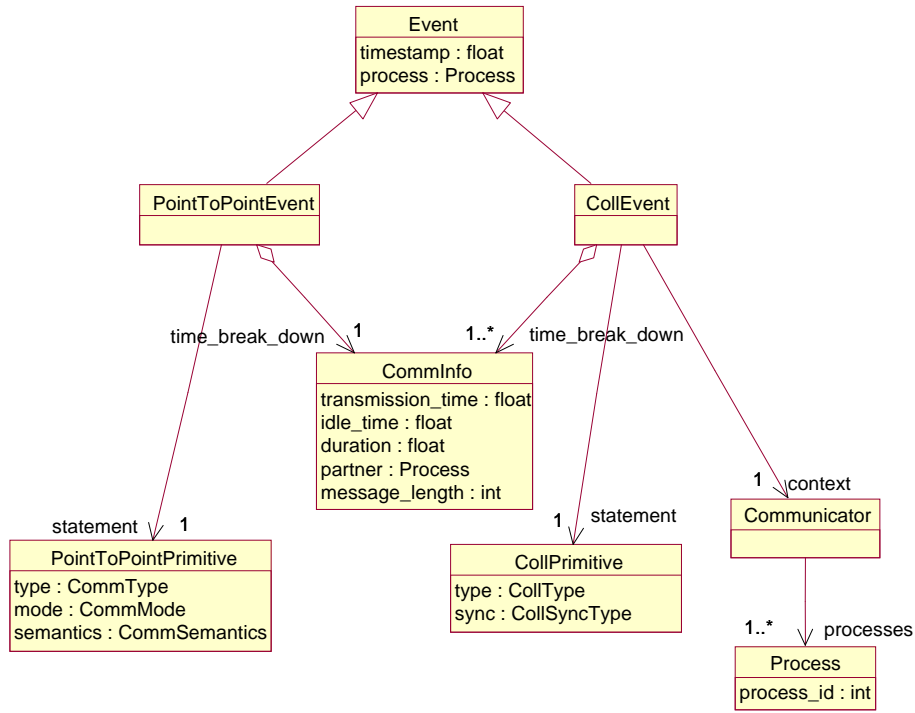 Event
timestamp : float
process : Process
PointToPointEvent
CollEvent
time_break_down
1
1..*
time_break_down
CommInfo
transmission_time : float
idle_time : float
duration : float
partner : Process
message_length : int
1
context
Communicator
statement
1
1
statement
PointToPointPrimitive
type : CommType
mode : CommMode
semantics : CommSemantics
CollPrimitive
type : CollType
sync : CollSyncType
1..*
processes
Process
process_id : int